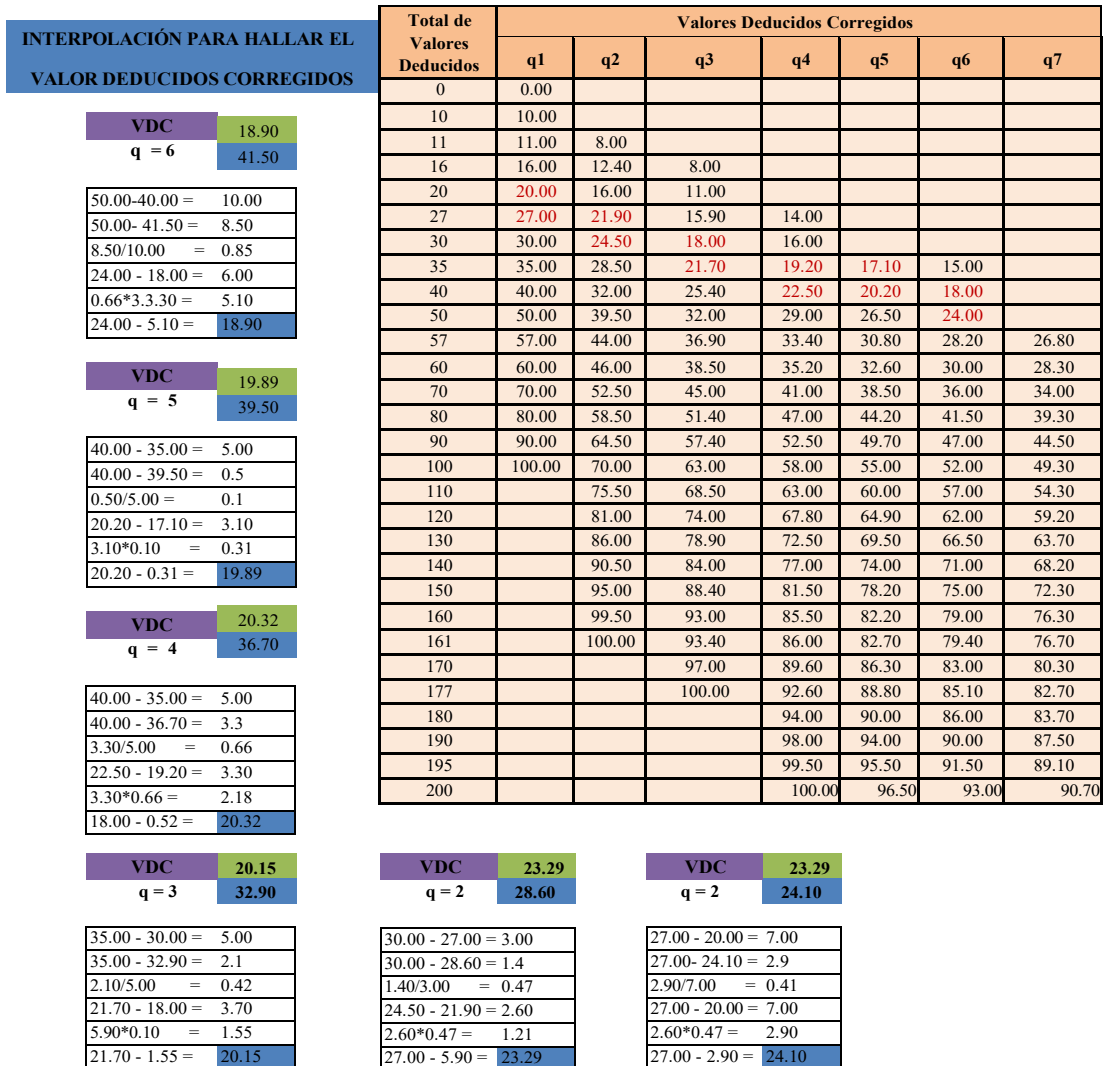 INTERPOLACIÓN PARA HALLAR EL
VALOR DEDUCIDOS CORREGIDOS
VDC 18.90
q = 6 41.50
50.00-40.00 = 10.00
50.00- 41.50 = 8.50
8.50/10.00 = 0.85
24.00 - 18.00 = 6.00
0.66*3.3.30 = 5.10
24.00 - 5.10 = 18.90
VDC 19.89
q = 5 39.50
40.00 - 35.00 = 5.00
40.00 - 39.50 = 0.5
0.50/5.00 = 0.1
20.20 - 17.10 = 3.10
3.10*0.10 = 0.31
20.20 - 0.31 = 19.89
VDC 20.32
q = 4 36.70
40.00 - 35.00 = 5.00
40.00 - 36.70 = 3.3
3.30/5.00 = 0.66
22.50 - 19.20 = 3.30
3.30*0.66 = 2.18
18.00 - 0.52 = 20.32
Total de Valores Deducidos Valores Deducidos Corregidos
q1 q2 q3 q4 q5 q6 q7
0 0.00
10 10.00
11 11.00 8.00
16 16.00 12.40 8.00
20 20.00 16.00 11.00
27 27.00 21.90 15.90 14.00
30 30.00 24.50 18.00 16.00
35 35.00 28.50 21.70 19.20 17.10 15.00
40 40.00 32.00 25.40 22.50 20.20 18.00
50 50.00 39.50 32.00 29.00 26.50 24.00
57 57.00 44.00 36.90 33.40 30.80 28.20 26.80
60 60.00 46.00 38.50 35.20 32.60 30.00 28.30
70 70.00 52.50 45.00 41.00 38.50 36.00 34.00
80 80.00 58.50 51.40 47.00 44.20 41.50 39.30
90 90.00 64.50 57.40 52.50 49.70 47.00 44.50
100 100.00 70.00 63.00 58.00 55.00 52.00 49.30
110 75.50 68.50 63.00 60.00 57.00 54.30
120 81.00 74.00 67.80 64.90 62.00 59.20
130 86.00 78.90 72.50 69.50 66.50 63.70
140 90.50 84.00 77.00 74.00 71.00 68.20
150 95.00 88.40 81.50 78.20 75.00 72.30
160 99.50 93.00 85.50 82.20 79.00 76.30
161 100.00 93.40 86.00 82.70 79.40 76.70
170 97.00 89.60 86.30 83.00 80.30
177 100.00 92.60 88.80 85.10 82.70
180 94.00 90.00 86.00 83.70
190 98.00 94.00 90.00 87.50
195 99.50 95.50 91.50 89.10
200 100.00 96.50 93.00 90.70
VDC 20.15
q = 3 32.90
35.00 - 30.00 = 5.00
35.00 - 32.90 = 2.1
2.10/5.00 = 0.42
21.70 - 18.00 = 3.70
5.90*0.10 = 1.55
21.70 - 1.55 = 20.15
VDC 23.29
q = 2 28.60
30.00 - 27.00 = 3.00
30.00 - 28.60 = 1.4
1.40/3.00 = 0.47
24.50 - 21.90 = 2.60
2.60*0.47 = 1.21
27.00 - 5.90 = 23.29
VDC 23.29
q = 2 24.10
27.00 - 20.00 = 7.00
27.00- 24.10 = 2.9
2.90/7.00 = 0.41
27.00 - 20.00 = 7.00
2.60*0.47 = 2.90
27.00 - 2.90 = 24.10